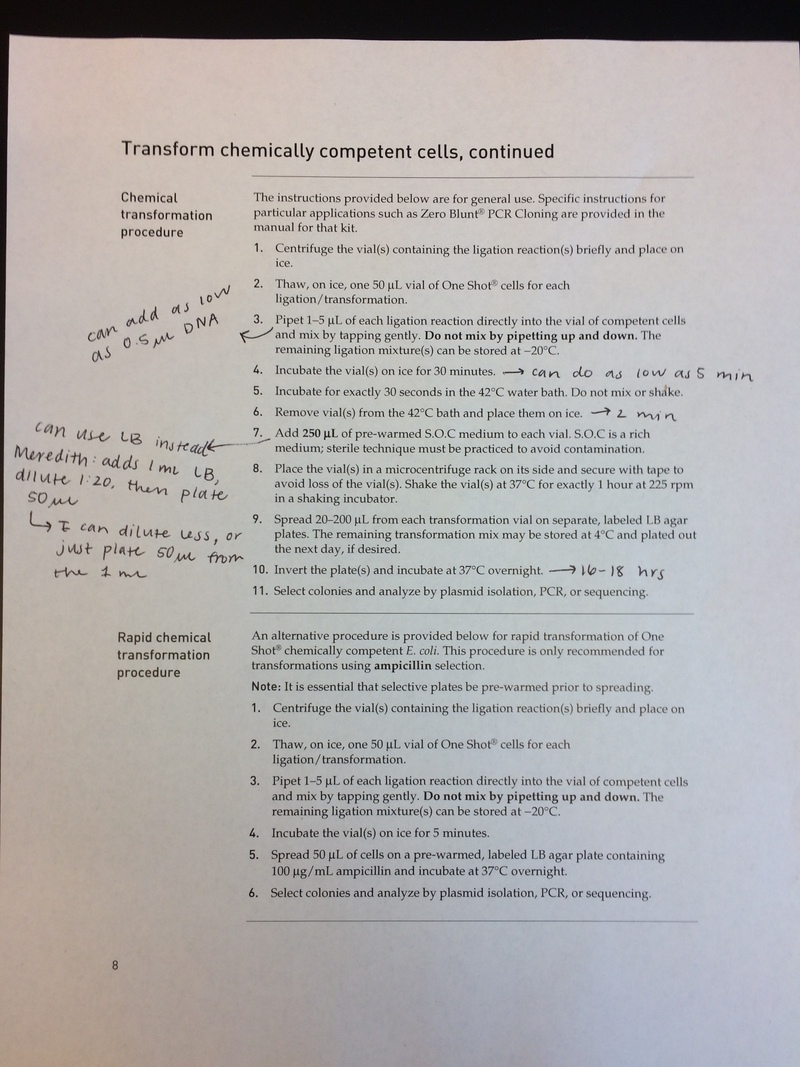 Transform chemically competent cells, continued
Chemical
transformation
procedure
The instructions provided below are for general use. Specific instructions for
particular applications such as Zero Blunt® PCR Cloning are provided in the
manual for that kit.
1. Centrifuge the vial(s) containing the ligation reaction(s) briefly and place on
ice.
2. Thaw, on ice, one 50 µL vial of One Shot® cells for each
ligation/transformation.
can add as low
as 0.5 µL DNA
3. Pipet 1–5 µL of each ligation reaction directly into the vial of competent cells
and mix by tapping gently. Do not mix by pipetting up and down. The
remaining ligation mixture(s) can be stored at –20°C.
4. Incubate the vial(s) on ice for 30 minutes. → can do as low as 5 min
5. Incubate for exactly 30 seconds in the 42°C water bath. Do not mix or shake.
6. Remove vial(s) from the 42°C bath and place them on ice. → 2 min
can use LB instead
Meredith: adds 1 mL LB,
dilute 1:20, then plate
50 µL
↳ I can dilute less, or
just plate 50 µL from
the 1 mL
7. Add 250 µL of pre-warmed S.O.C medium to each vial. S.O.C is a rich
medium; sterile technique must be practiced to avoid contamination.
8. Place the vial(s) in a microcentrifuge rack on its side and secure with tape to
avoid loss of the vial(s). Shake the vial(s) at 37°C for exactly 1 hour at 225 rpm
in a shaking incubator.
9. Spread 20–200 µL from each transformation vial on separate, labeled LB agar
plates. The remaining transformation mix may be stored at 4°C and plated out
the next day, if desired.
10. Invert the plate(s) and incubate at 37°C overnight. → 16-18 hrs
11. Select colonies and analyze by plasmid isolation, PCR, or sequencing.
Rapid chemical
transformation
procedure
An alternative procedure is provided below for rapid transformation of One
Shot® chemically competent E. coli. This procedure is only recommended for
transformations using ampicillin selection.
Note: It is essential that selective plates be pre-warmed prior to spreading.
1. Centrifuge the vial(s) containing the ligation reaction(s) briefly and place on
ice.
2. Thaw, on ice, one 50 µL vial of One Shot® cells for each
ligation/transformation.
3. Pipet 1–5 µL of each ligation reaction directly into the vial of competent cells
and mix by tapping gently. Do not mix by pipetting up and down. The
remaining ligation mixture(s) can be stored at –20°C.
4. Incubate the vial(s) on ice for 5 minutes.
5. Spread 50 µL of cells on a pre-warmed, labeled LB agar plate containing
100 µg/mL ampicillin and incubate at 37°C overnight.
6. Select colonies and analyze by plasmid isolation, PCR, or sequencing.
8